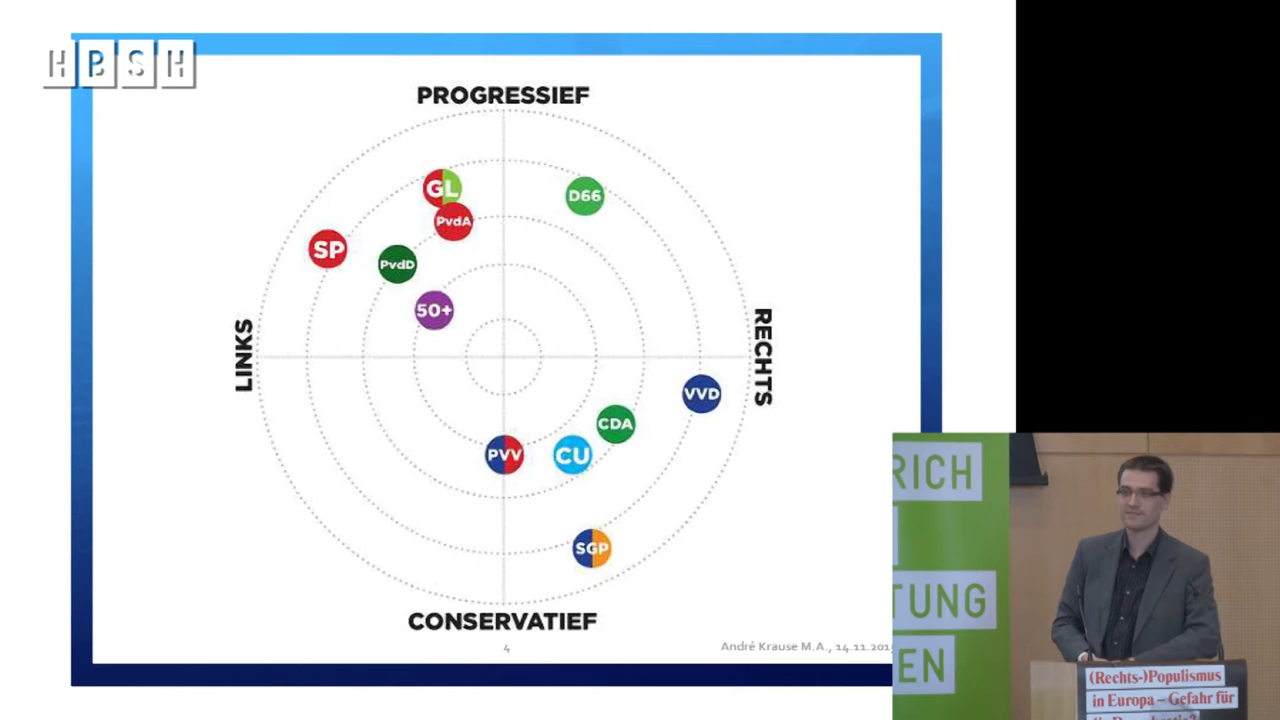 HBSH
PROGRESSIEF
GL
D66
PvdA
SP
PvdD
50+
LINKS
RECHTS
VVD
CDA
PVV
CU
SGP
CONSERVATIEF
4
André Krause M.A., 14.11.201
RICH
TUNG
EN
(Rechts-)Populismus
in Europa – Gefahr für